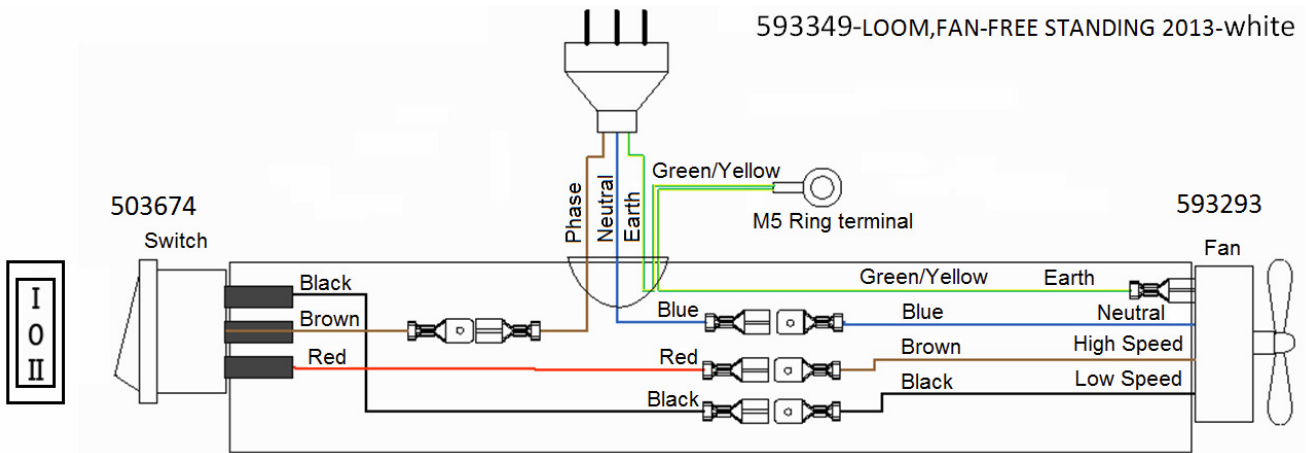 593349-LOOM,FAN-FREE STANDING 2013-white
Phase
Neutral
Earth
Green/Yellow
M5 Ring terminal
503674
Switch
593293
Fan
I
O
II
Black
Brown
Red
Green/Yellow
Earth
Blue
Blue
Neutral
Red
Brown
High Speed
Black
Black
Low Speed